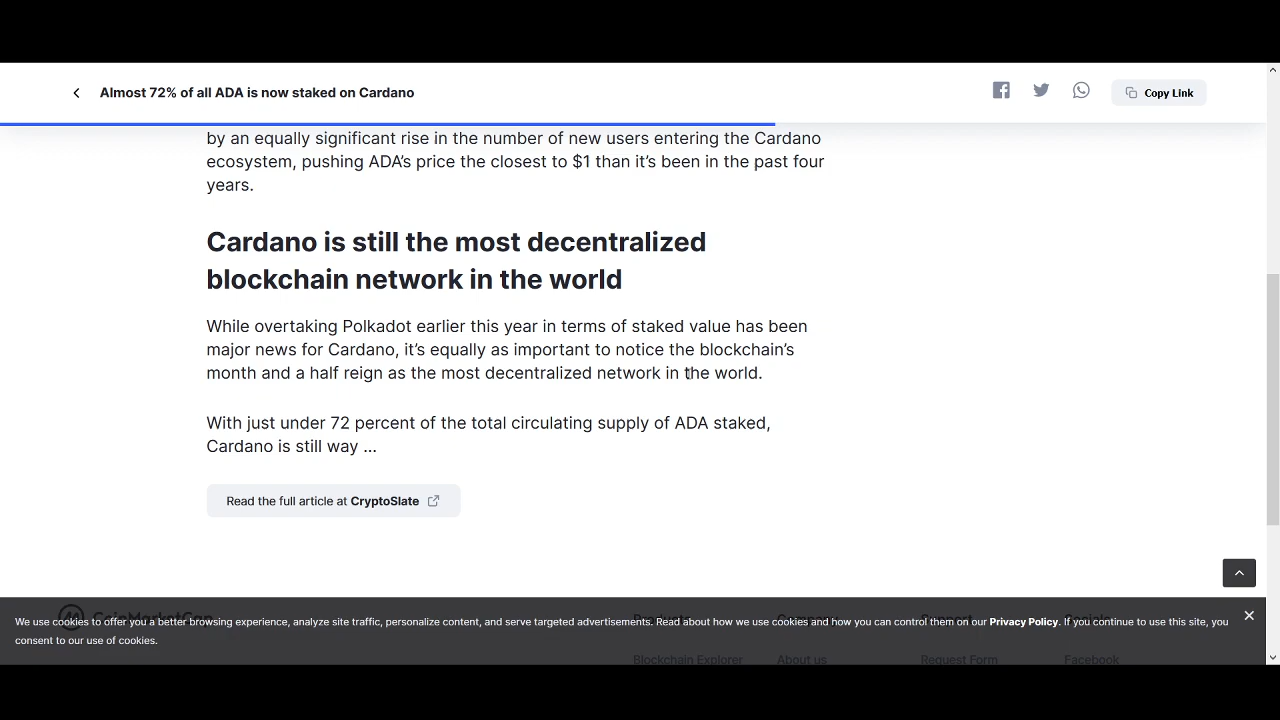 Almost 72% of all ADA is now staked on Cardano
Copy Link
by an equally significant rise in the number of new users entering the Cardano
ecosystem, pushing ADA's price the closest to $1 than it's been in the past four
years.
Cardano is still the most decentralized
blockchain network in the world
While overtaking Polkadot earlier this year in terms of staked value has been
major news for Cardano, it's equally as important to notice the blockchain's
month and a half reign as the most decentralized network in the world.
With just under 72 percent of the total circulating supply of ADA staked,
Cardano is still way ...
Read the full article at CryptoSlate
CoinMarketCap
We use cookies to offer you a better browsing experience, analyze site traffic, personalize content, and serve targeted advertisements. Read about how we use cookies and how you can control them on our Privacy Policy. If you continue to use this site, you
consent to our use of cookies.
Blockchain Explorer About us Request Form Facebook